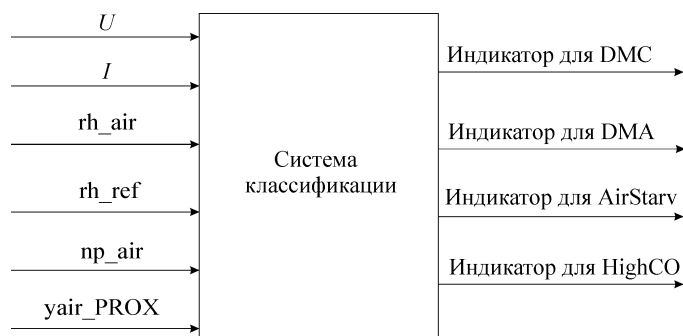 U
I
rh_air
rh_ref
np_air
yair_PROX
Система
классификации
Индикатор для DMC
Индикатор для DMA
Индикатор для AirStarv
Индикатор для HighCO